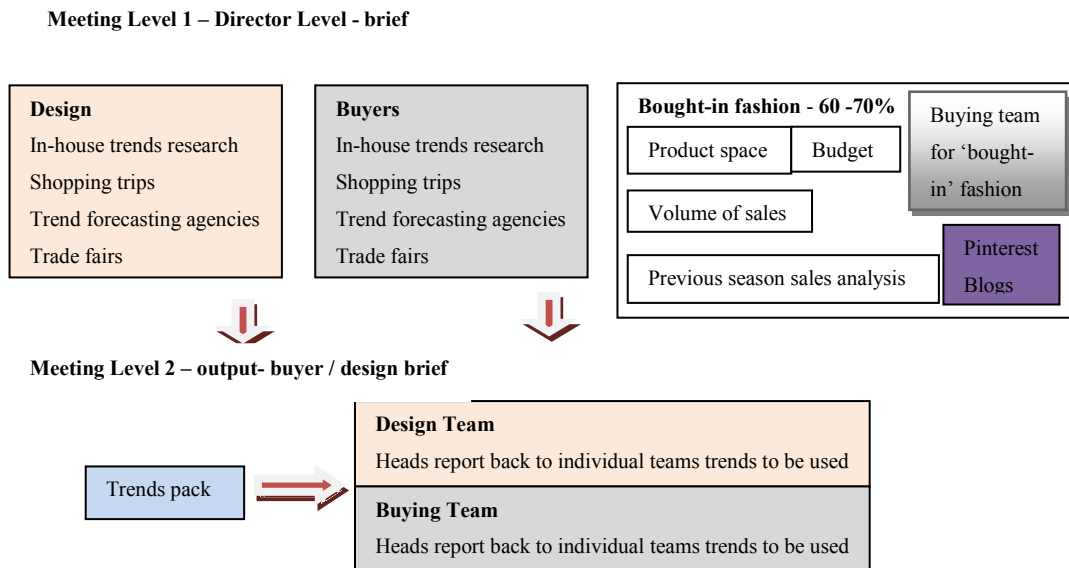 Meeting Level 1 – Director Level - brief
Design
In-house trends research
Shopping trips
Trend forecasting agencies
Trade fairs
Buyers
In-house trends research
Shopping trips
Trend forecasting agencies
Trade fairs
Bought-in fashion - 60 -70%
Product space
Budget
Volume of sales
Previous season sales analysis
Buying team
for ‘bought-
in’ fashion
Pinterest
Blogs
Meeting Level 2 – output- buyer / design brief
Trends pack
Design Team
Heads report back to individual teams trends to be used
Buying Team
Heads report back to individual teams trends to be used